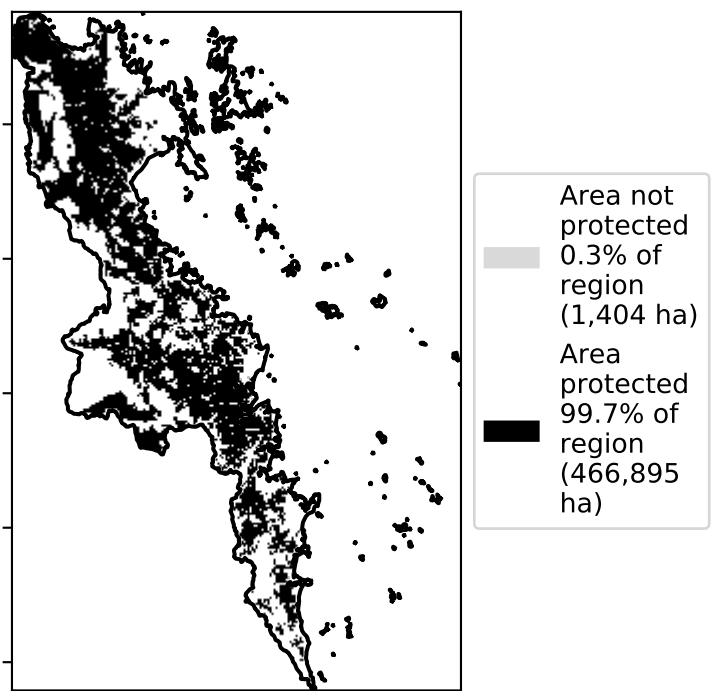 Area not
protected
0.3% of
region
(1,404 ha)
Area
protected
99.7% of
region
(466,895
ha)